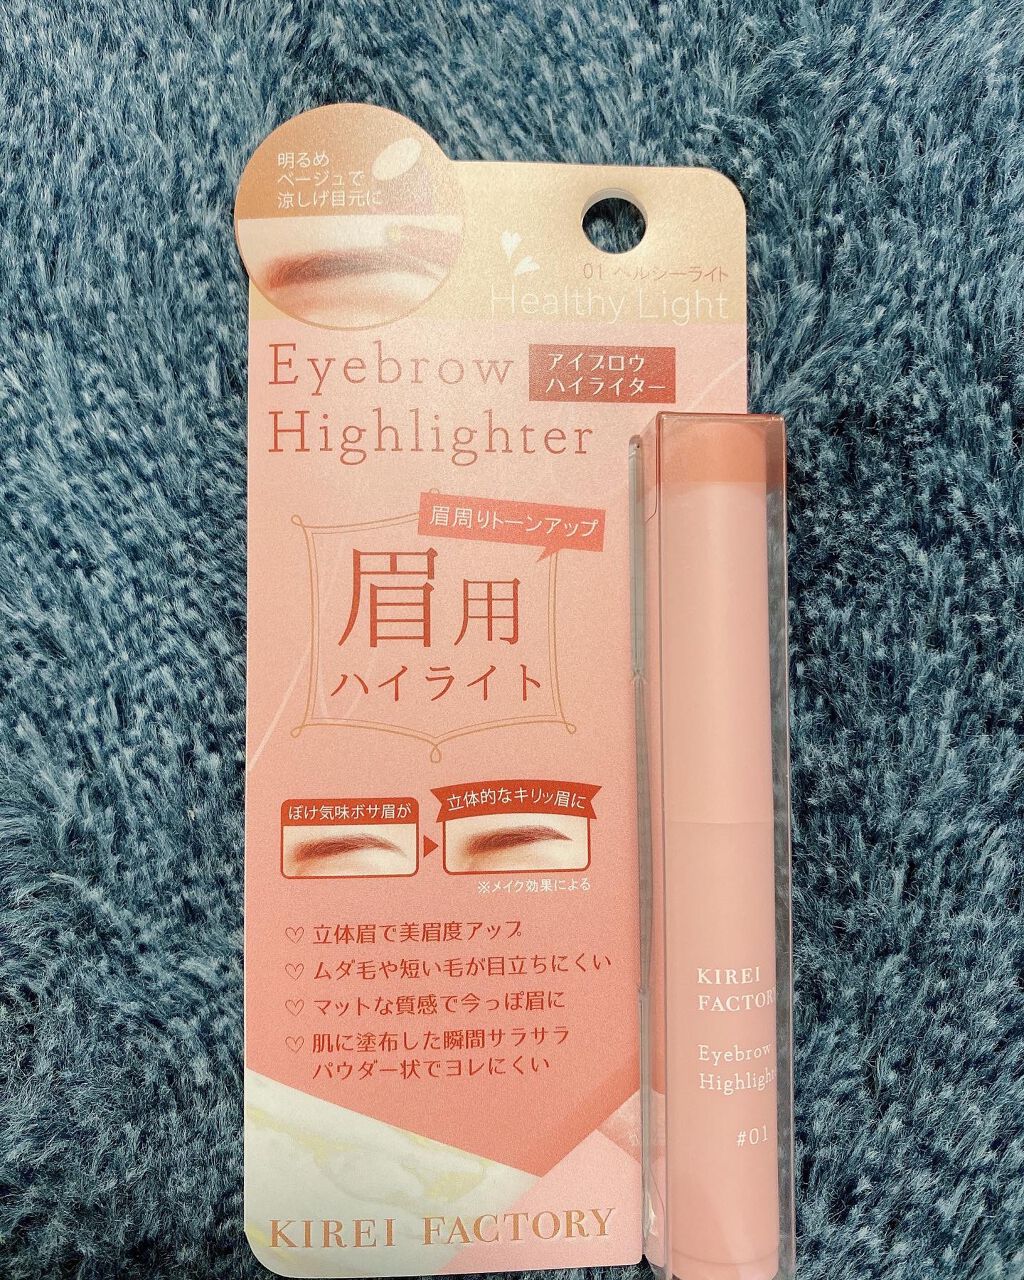 明るめ
ベージュで
涼しげ目元に
01 ヘルシーライト
Healthy Light
Eyebrow
Highlighter
アイブロウ
ハイライター
眉周りトーンアップ
眉用
ハイライト
ぼけ気味ボサ眉が
立体的なキリッ眉に
※メイク効果による
♡ 立体眉で美眉度アップ
♡ ムダ毛や短い毛が目立ちにくい
♡ マットな質感で今っぽ眉に
♡ 肌に塗布した瞬間サラサラ
パウダー状でヨレにくい
KIREI FACTORY
KIREI
FACTORY
Eyebrow
Highlight
#01